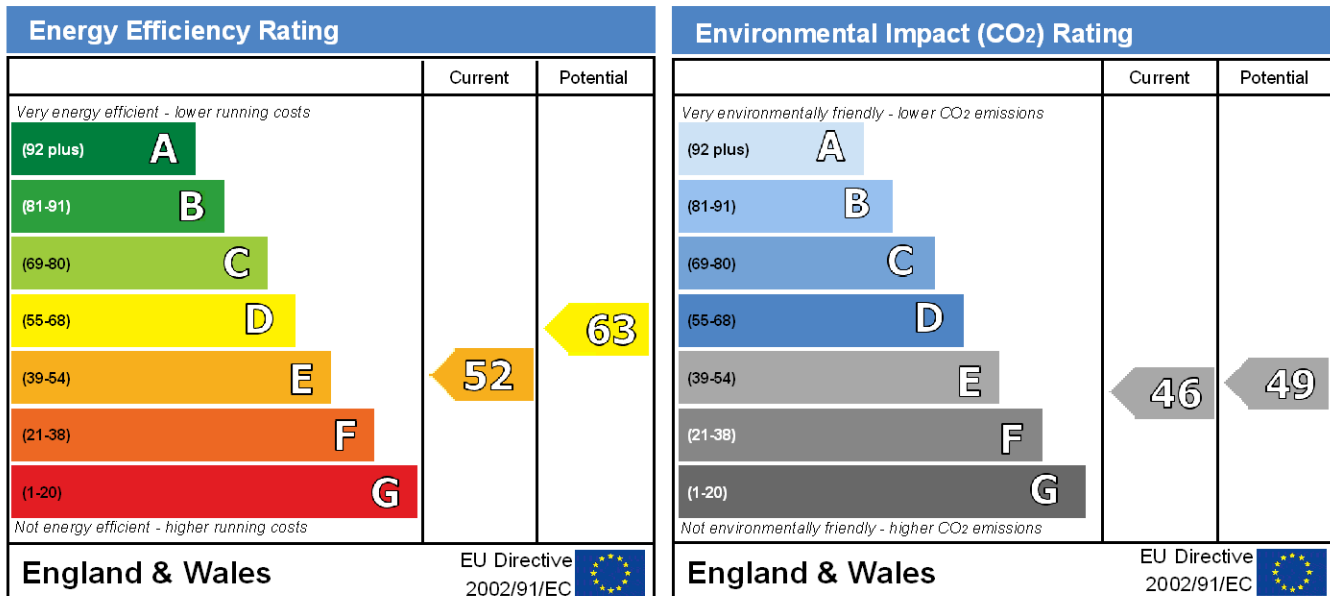 Energy Efficiency Rating
Current Potential
Very energy efficient - lower running costs
(92 plus) A
(81-91) B
(69-80) C
(55-68) D
63
(39-54) E
52
(21-38) F
(1-20) G
Not energy efficient - higher running costs
England & Wales
EU Directive
2002/91/EC
Environmental Impact (CO2) Rating
Current Potential
Very environmentally friendly - lower CO2 emissions
(92 plus) A
(81-91) B
(69-80) C
(55-68) D
(39-54) E
46 49
(21-38) F
(1-20) G
Not environmentally friendly - higher CO2 emissions
England & Wales
EU Directive
2002/91/EC